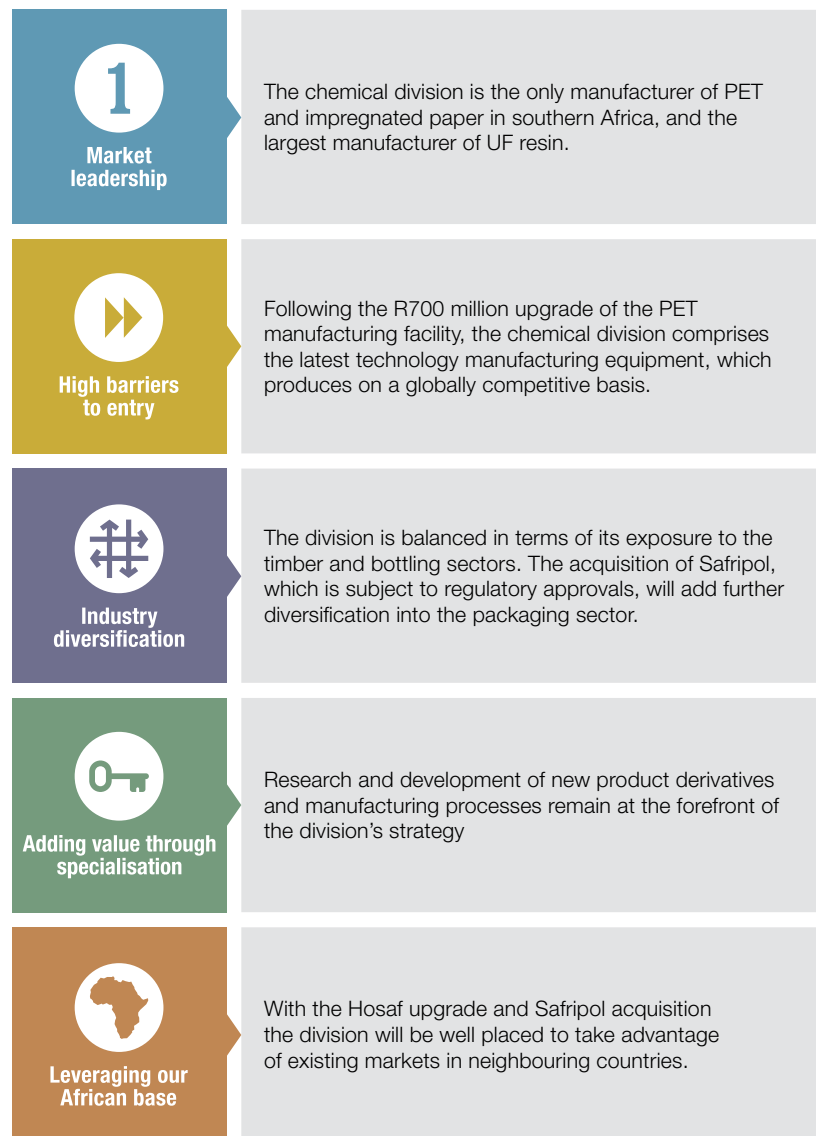 1
Market
leadership
The chemical division is the only manufacturer of PET
and impregnated paper in southern Africa, and the
largest manufacturer of UF resin.
High barriers
to entry
Following the R700 million upgrade of the PET
manufacturing facility, the chemical division comprises
the latest technology manufacturing equipment, which
produces on a globally competitive basis.
Industry
diversification
The division is balanced in terms of its exposure to the
timber and bottling sectors. The acquisition of Safripol,
which is subject to regulatory approvals, will add further
diversification into the packaging sector.
Adding value through
specialisation
Research and development of new product derivatives
and manufacturing processes remain at the forefront of
the division’s strategy
Leveraging our
African base
With the Hosaf upgrade and Safripol acquisition
the division will be well placed to take advantage
of existing markets in neighbouring countries.